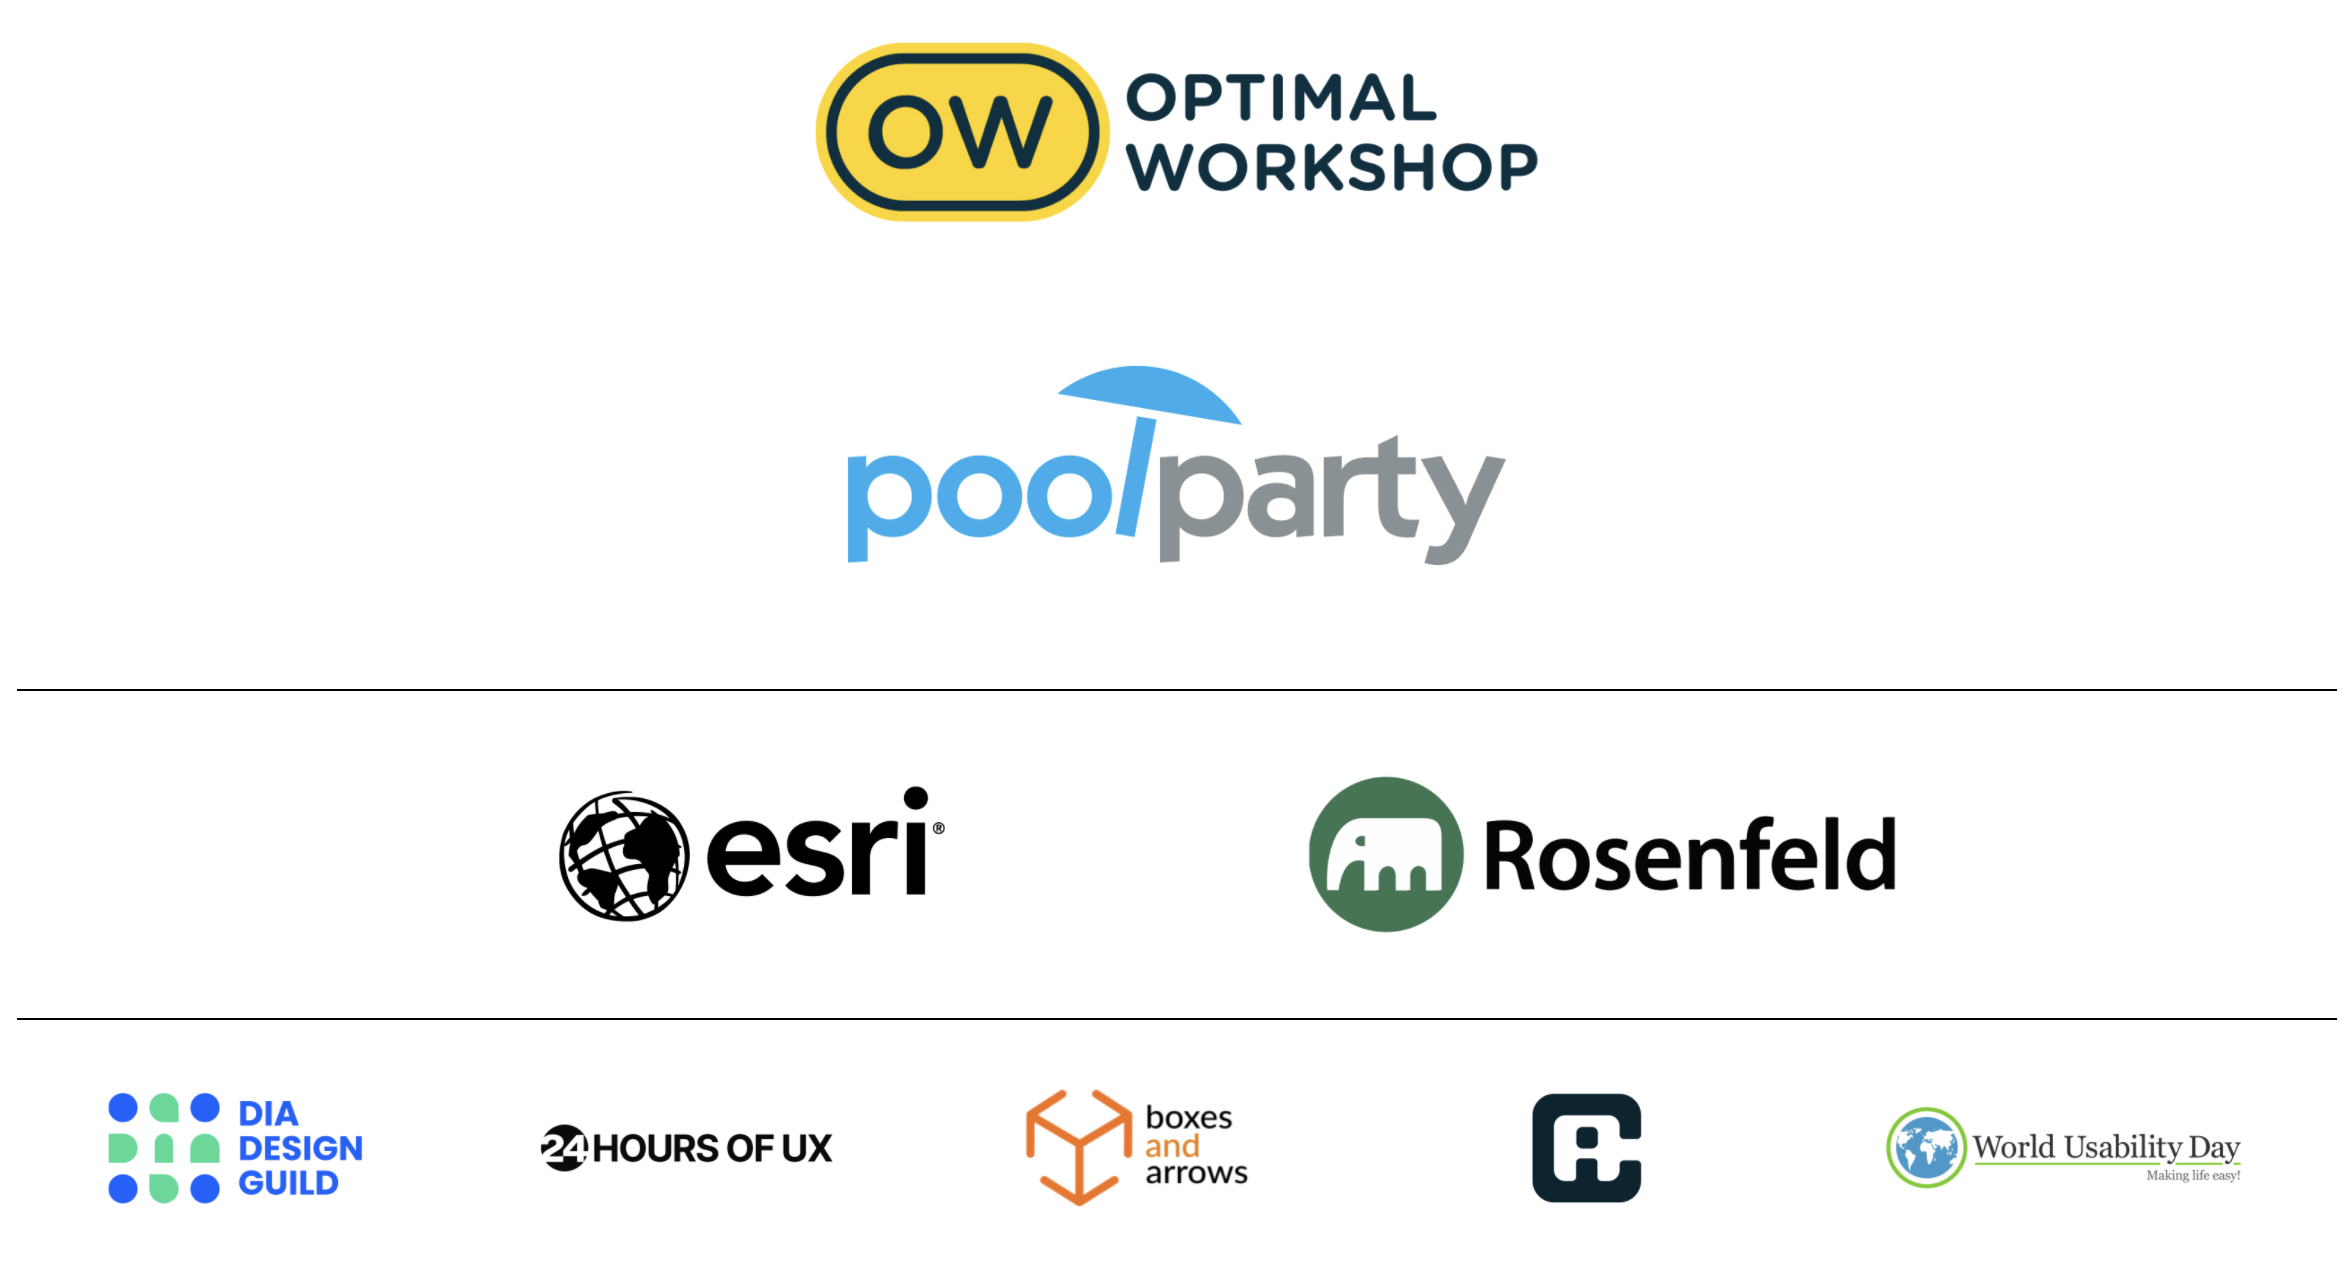 OW
OPTIMAL
WORKSHOP
poolparty
esri®
Rosenfeld
DIA
DESIGN
GUILD
24 HOURS OF UX
boxes
and
arrows
World Usability Day
Making life easy!